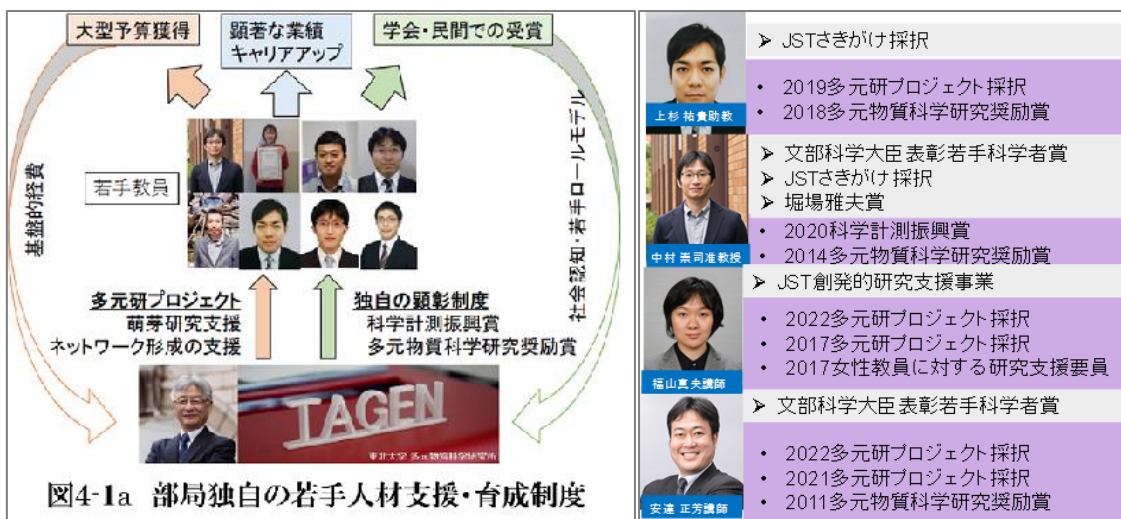 大型予算獲得
顕著な業績
キャリアアップ
学会・民間での受賞
基盤的経費
若手教員
社会認知・若手ロールモデル
多元研プロジェクト
萌芽研究支援
ネットワーク形成の支援
独自の顕彰制度
科学計測振興賞
多元物質科学研究奨励賞
TAGEN
東北大学 多元物質科学研究所
図4-1a 部局独自の若手人材支援・育成制度
➢ JSTさきがけ採択
• 2019多元研プロジェクト採択
• 2018多元物質科学研究奨励賞
上杉 祐貴助教
➢ 文部科学大臣表彰若手科学者賞
➢ JSTさきがけ採択
➢ 堀場雅夫賞
• 2020科学計測振興賞
• 2014多元物質科学研究奨励賞
中村 崇司准教授
➢ JST創発的研究支援事業
• 2022多元研プロジェクト採択
• 2017多元研プロジェクト採択
• 2017女性教員に対する研究支援要員
福山真央講師
➢ 文部科学大臣表彰若手科学者賞
• 2022多元研プロジェクト採択
• 2021多元研プロジェクト採択
• 2011多元物質科学研究奨励賞
安達 正芳講師